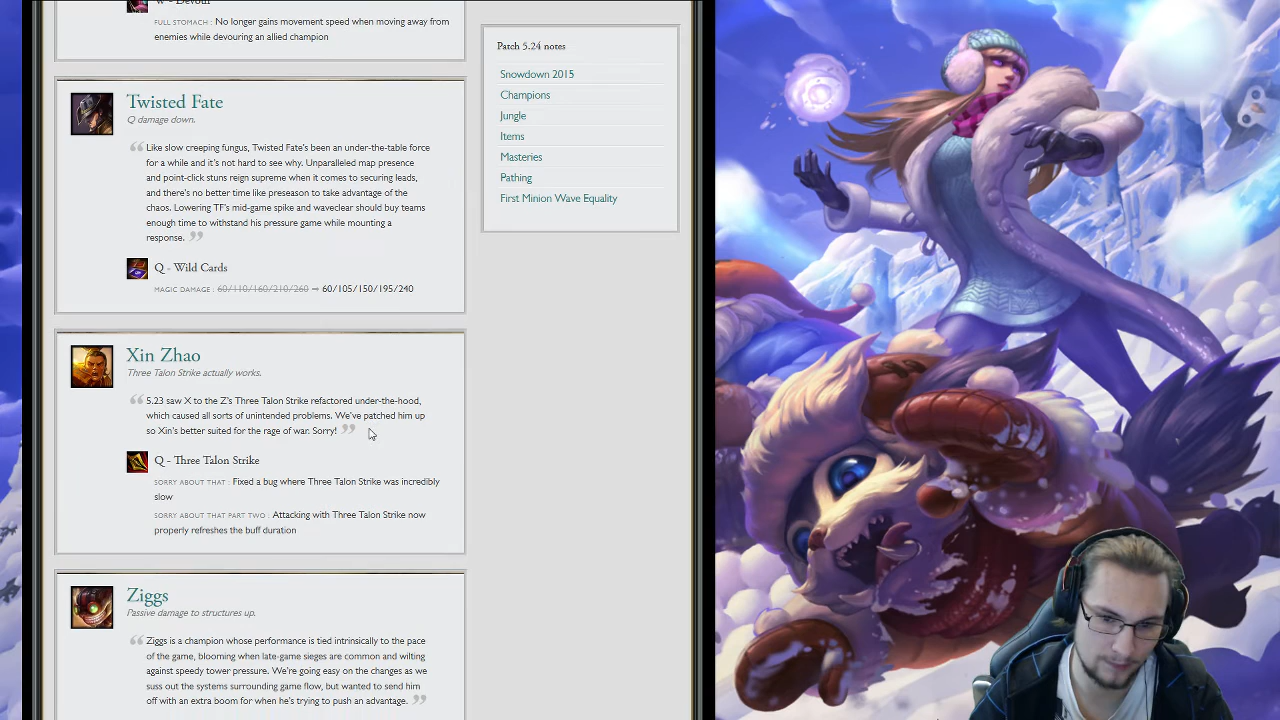 W - Devour
FULL STOMACH : No longer gains movement speed when moving away from
enemies while devouring an allied champion
Twisted Fate
Q damage down.
“ Like slow creeping fungus, Twisted Fate's been an under-the-table force
for a while and it's not hard to see why. Unparalleled map presence
and point-click stuns reign supreme when it comes to securing leads,
and there's no better time like preseason to take advantage of the
chaos. Lowering TF's mid-game spike and waveclear should buy teams
enough time to withstand his pressure game while mounting a
response. ”
Q - Wild Cards
MAGIC DAMAGE : 60/110/160/210/260 ⇒ 60/105/150/195/240
Xin Zhao
Three Talon Strike actually works.
“ 5.23 saw X to the Z's Three Talon Strike refactored under-the-hood,
which caused all sorts of unintended problems. We've patched him up
so Xin's better suited for the rage of war. Sorry! ”
Q - Three Talon Strike
SORRY ABOUT THAT : Fixed a bug where Three Talon Strike was incredibly
slow
SORRY ABOUT THAT PART TWO : Attacking with Three Talon Strike now
properly refreshes the buff duration
Ziggs
Passive damage to structures up.
“ Ziggs is a champion whose performance is tied intrinsically to the pace
of the game, blooming when late-game sieges are common and wilting
against speedy tower pressure. We're going easy on the changes as we
suss out the systems surrounding game flow, but wanted to send him
off with an extra boom for when he's trying to push an advantage. ”
Patch 5.24 notes
Snowdown 2015
Champions
Jungle
Items
Masteries
Pathing
First Minion Wave Equality